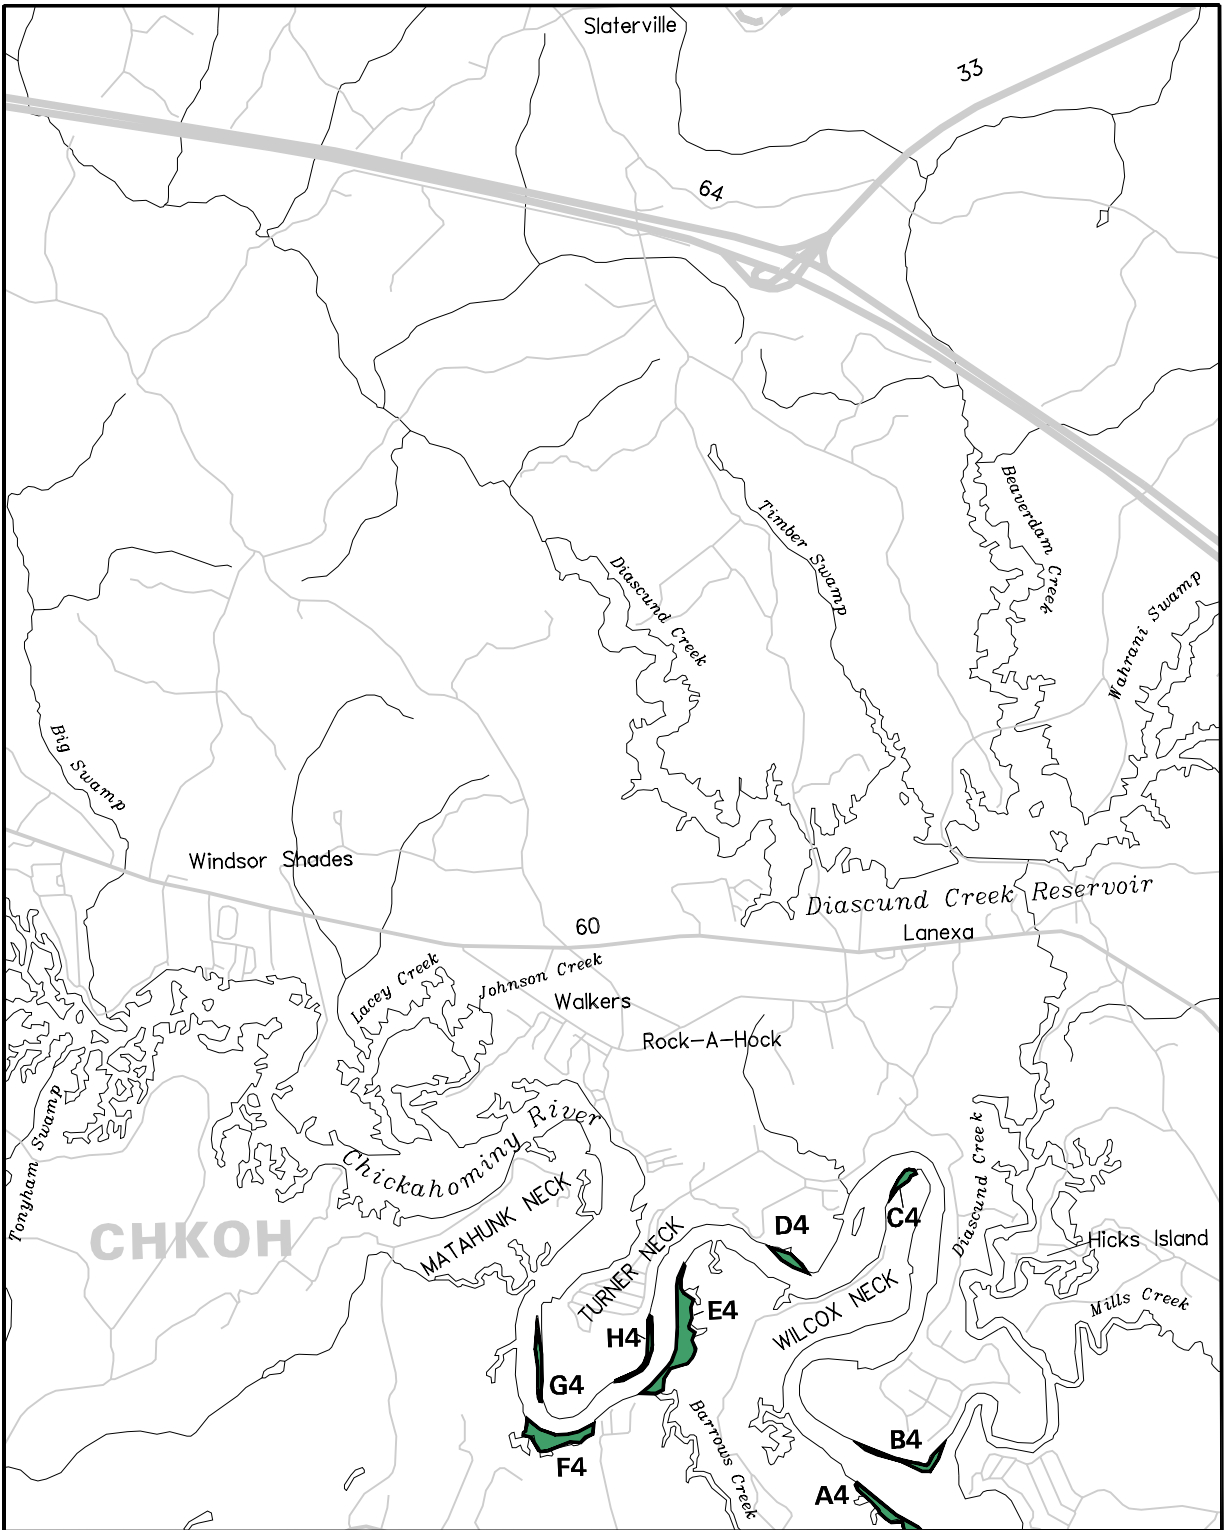 Slaterville
33
64
Beaverdam Creek
Timber Swamp
Diascund Creek
Wahrani Swamp
Big Swamp
Windsor Shades
Diascund Creek Reservoir
60
Lanexa
Lacey Creek
Johnson Creek
Walkers
Rock-A-Hock
Tonyham Swamp
Chickahominy River
Diascund Creek
MATAHUNK NECK
CHKOH
C4
D4
Hicks Island
TURNER NECK
WILCOX NECK
Mills Creek
E4
H4
G4
Barrows Creek
B4
F4
A4